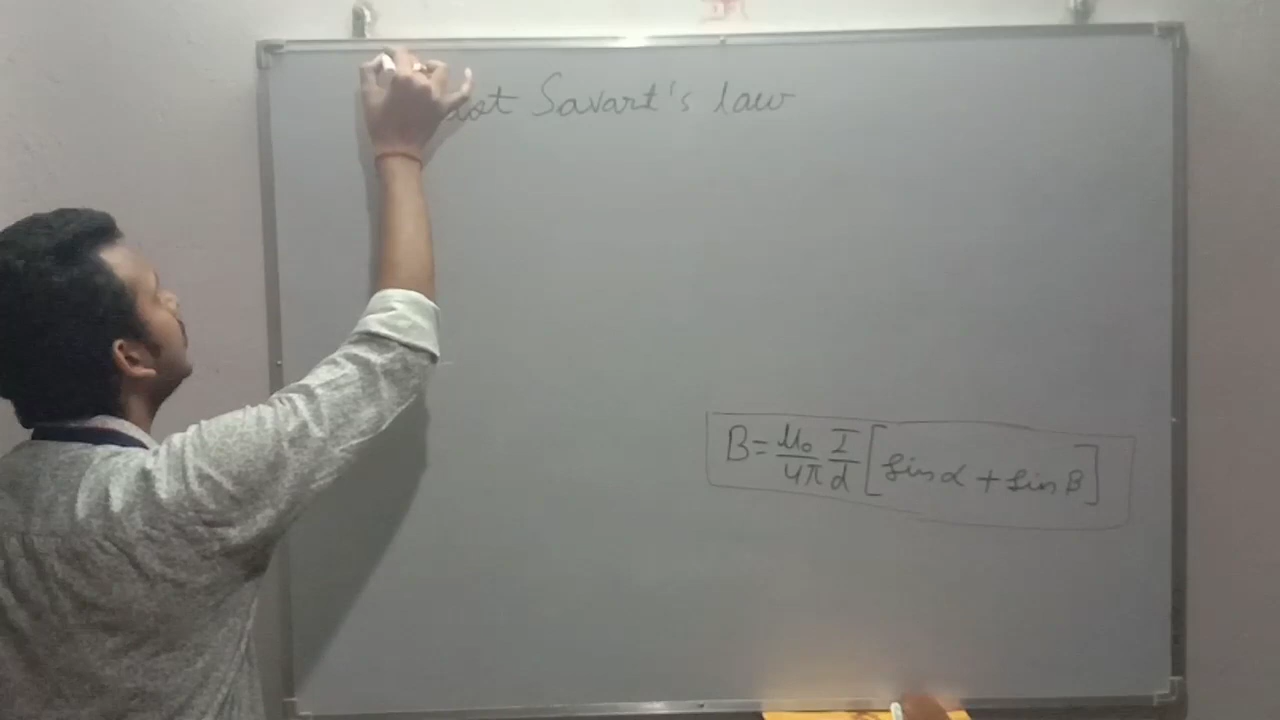 Savart's law
B = μ₀/4π I/d [sin α + sin β]